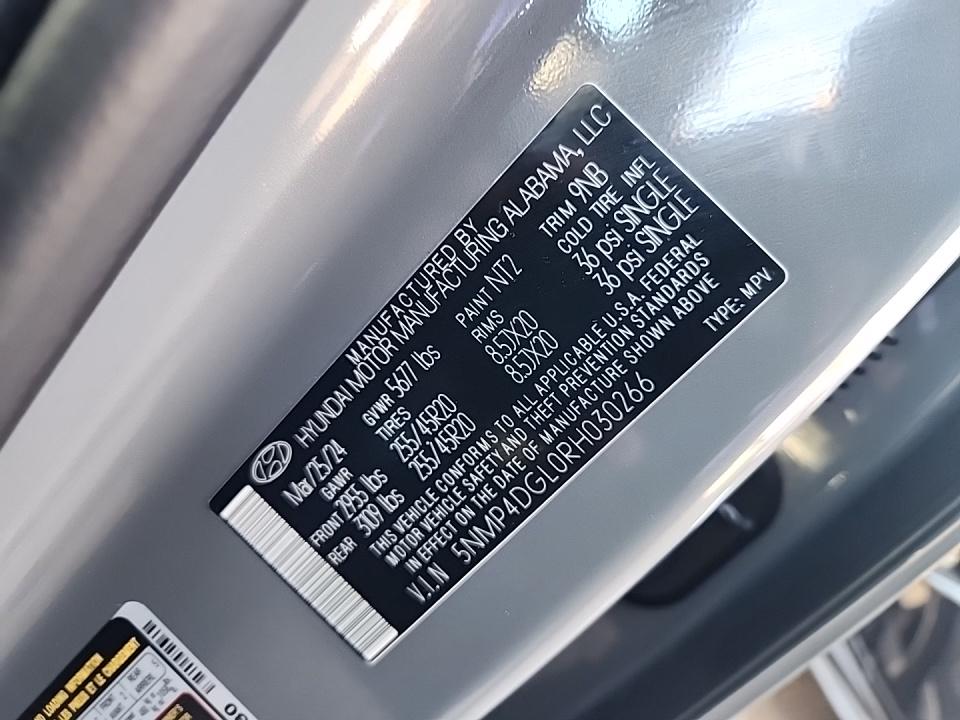 MANUFACTURED BY
HYUNDAI MOTOR MANUFACTURING ALABAMA, LLC
Mar/25/24 GVWR 5617 lbs PAINT NT2 TRIM 9NB
GAWR TIRES RIMS COLD TIRE INFL
FRONT 2955 lbs 255/45R20 8.5JX20 36 psi SINGLE
REAR 3109 lbs 255/45R20 8.5JX20 36 psi SINGLE
THIS VEHICLE CONFORMS TO ALL APPLICABLE U.S.A. FEDERAL
MOTOR VEHICLE SAFETY AND THEFT PREVENTION STANDARDS
IN EFFECT ON THE DATE OF MANUFACTURE SHOWN ABOVE
V.I.N 5NMP4DGL0RH030266 TYPE: MPV